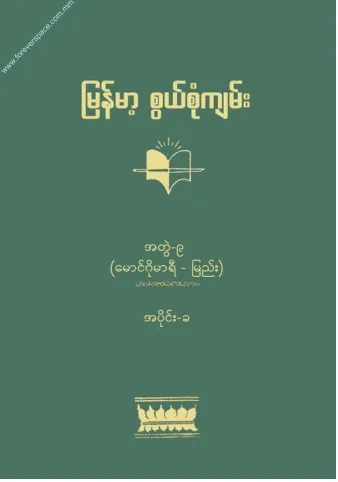 www.foreverspace.com.mm
မြန်မာ့ စွယ်စုံကျမ်း
အတွဲ-၉
(မောင်ဂိုမာရီ - မြည်း)
အပိုင်း-ခ